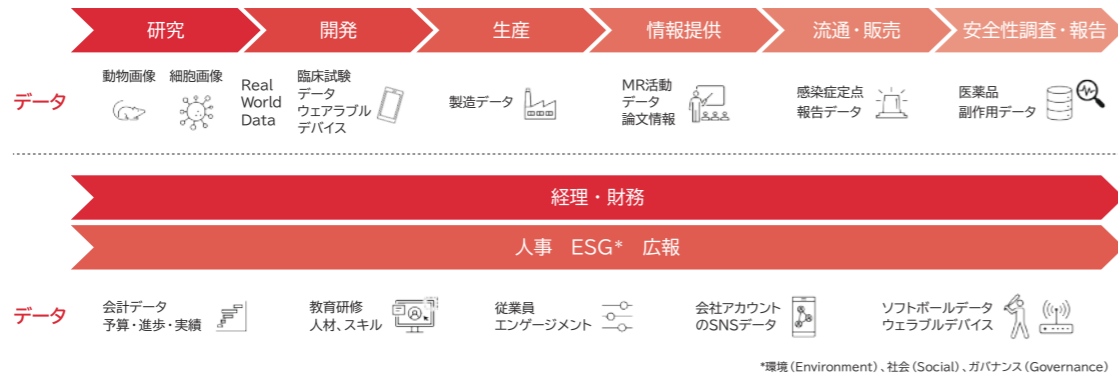 研究
開発
生産
情報提供
流通・販売
安全性調査・報告
データ
動物画像
細胞画像
Real
World
Data
臨床試験
データ
ウェアラブル
デバイス
製造データ
MR活動
データ
論文情報
感染症定点
報告データ
医薬品
副作用データ
経理・財務
人事 ESG* 広報
データ
会計データ
予算・進歩・実績
教育研修
人材、スキル
従業員
エンゲージメント
会社アカウント
のSNSデータ
ソフトボールデータ
ウェラブルデバイス
*環境(Environment)、社会(Social)、ガバナンス(Governance)